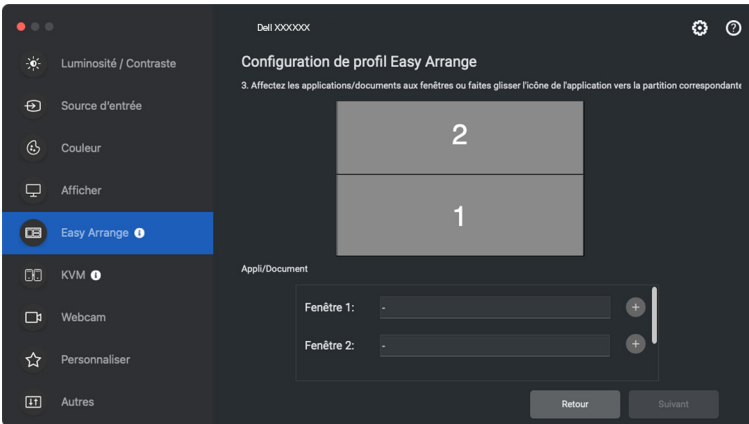 Dell XXXXXX
Luminosité / Contraste
Source d'entrée
Couleur
Afficher
Easy Arrange
KVM
Webcam
Personnaliser
Autres
Configuration de profil Easy Arrange
3. Affectez les applications/documents aux fenêtres ou faites glisser l'icône de l'application vers la partition correspondante
2
1
Appli/Document
Fenêtre 1: -
Fenêtre 2: -
Retour
Suivant